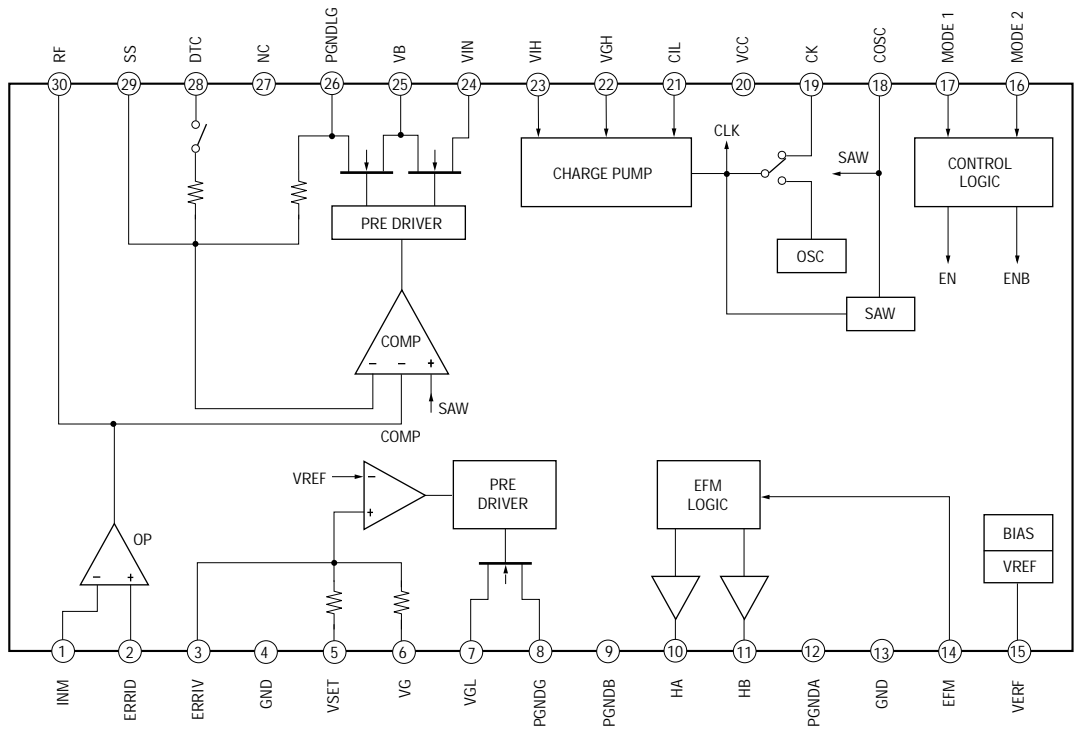 RF SS DTC NC PGNDLG VB VIN VIH VGH CIL VCC CK COSC MODE 1 MODE 2
30 29 28 27 26 25 24 23 22 21 20 19 18 17 16
CLK
SAW
CHARGE PUMP
CONTROL
LOGIC
PRE DRIVER
OSC
EN ENB
SAW
COMP
− − +
SAW
COMP
VREF
−
+
PRE
DRIVER
EFM
LOGIC
OP
− +
BIAS
VREF
1 2 3 4 5 6 7 8 9 10 11 12 13 14 15
INM ERRID ERRIV GND VSET VG VGL PGNDG PGNDB HA HB PGNDA GND EFM VERF